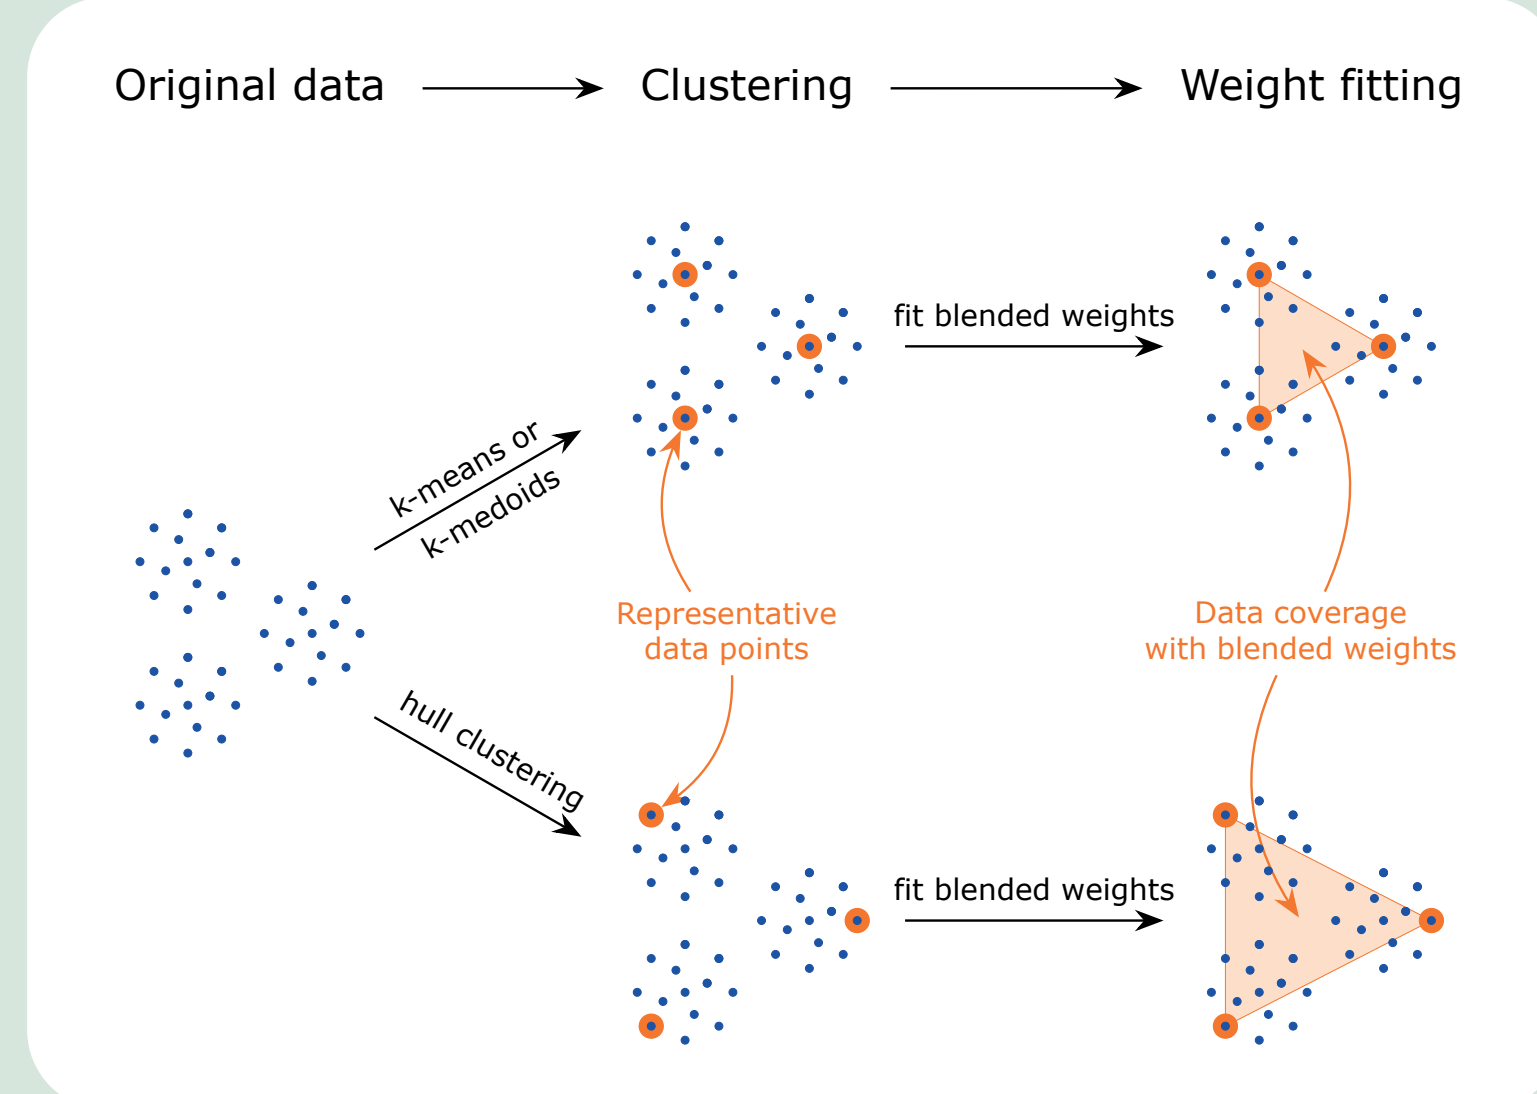 Original data
Clustering
Weight fitting
fit blended weights
k-means or
k-medoids
Representative
data points
Data coverage
with blended weights
hull clustering
fit blended weights